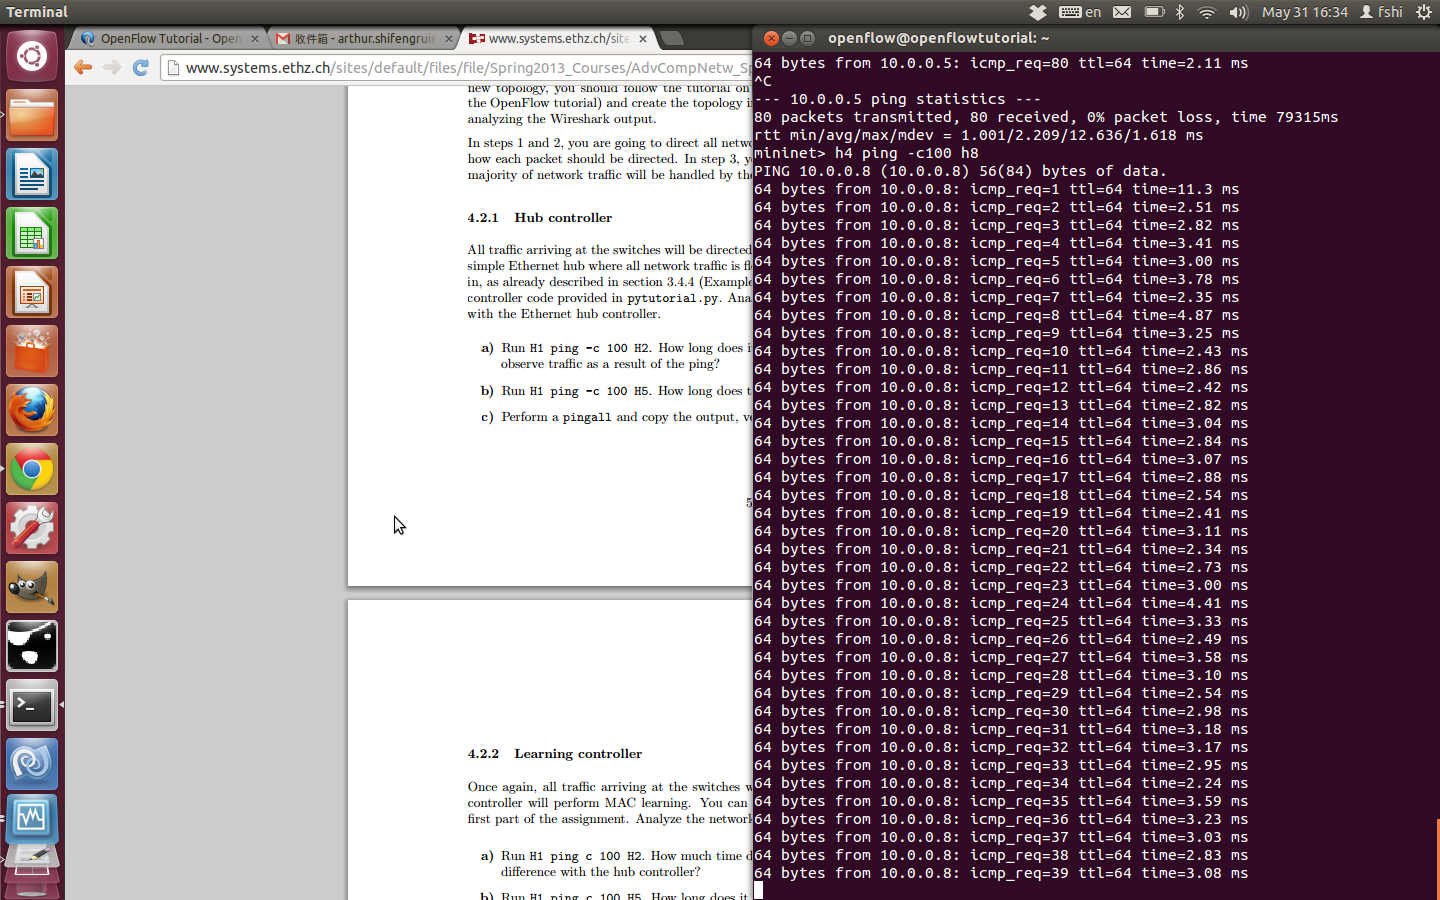 Terminal
en
May 31 16:34
fshi
OpenFlow Tutorial - Open
收件箱 - arthur.shifengrui
www.systems.ethz.ch/site
www.systems.ethz.ch/sites/default/files/file/Spring2013_Courses/AdvCompNetw_Sp
new topology, you should follow the tutorial on
the OpenFlow tutorial) and create the topology i
analyzing the Wireshark output.
In steps 1 and 2, you are going to direct all netw
how each packet should be directed. In step 3, y
majority of network traffic will be handled by the
4.2.1 Hub controller
All traffic arriving at the switches will be directed
simple Ethernet hub where all network traffic is fl
in, as already described in section 3.4.4 (Example
controller code provided in pytutorial.py. Ana
with the Ethernet hub controller.
a) Run H1 ping -c 100 H2. How long does i
observe traffic as a result of the ping?
b) Run H1 ping -c 100 H5. How long does t
c) Perform a pingall and copy the output, ve
5
4.2.2 Learning controller
Once again, all traffic arriving at the switches w
controller will perform MAC learning. You can
first part of the assignment. Analyze the network
a) Run H1 ping c 100 H2. How much time d
difference with the hub controller?
b) Run H1 ping c 100 H5. How long does it
openflow@openflowtutorial: ~
64 bytes from 10.0.0.5: icmp_req=80 ttl=64 time=2.11 ms
^C
--- 10.0.0.5 ping statistics ---
80 packets transmitted, 80 received, 0% packet loss, time 79315ms
rtt min/avg/max/mdev = 1.001/2.209/12.636/1.618 ms
mininet> h4 ping -c100 h8
PING 10.0.0.8 (10.0.0.8) 56(84) bytes of data.
64 bytes from 10.0.0.8: icmp_req=1 ttl=64 time=11.3 ms
64 bytes from 10.0.0.8: icmp_req=2 ttl=64 time=2.51 ms
64 bytes from 10.0.0.8: icmp_req=3 ttl=64 time=2.82 ms
64 bytes from 10.0.0.8: icmp_req=4 ttl=64 time=3.41 ms
64 bytes from 10.0.0.8: icmp_req=5 ttl=64 time=3.00 ms
64 bytes from 10.0.0.8: icmp_req=6 ttl=64 time=3.78 ms
64 bytes from 10.0.0.8: icmp_req=7 ttl=64 time=2.35 ms
64 bytes from 10.0.0.8: icmp_req=8 ttl=64 time=4.87 ms
64 bytes from 10.0.0.8: icmp_req=9 ttl=64 time=3.25 ms
64 bytes from 10.0.0.8: icmp_req=10 ttl=64 time=2.43 ms
64 bytes from 10.0.0.8: icmp_req=11 ttl=64 time=2.86 ms
64 bytes from 10.0.0.8: icmp_req=12 ttl=64 time=2.42 ms
64 bytes from 10.0.0.8: icmp_req=13 ttl=64 time=2.82 ms
64 bytes from 10.0.0.8: icmp_req=14 ttl=64 time=3.04 ms
64 bytes from 10.0.0.8: icmp_req=15 ttl=64 time=2.84 ms
64 bytes from 10.0.0.8: icmp_req=16 ttl=64 time=3.07 ms
64 bytes from 10.0.0.8: icmp_req=17 ttl=64 time=2.88 ms
64 bytes from 10.0.0.8: icmp_req=18 ttl=64 time=2.54 ms
64 bytes from 10.0.0.8: icmp_req=19 ttl=64 time=2.41 ms
64 bytes from 10.0.0.8: icmp_req=20 ttl=64 time=3.11 ms
64 bytes from 10.0.0.8: icmp_req=21 ttl=64 time=2.34 ms
64 bytes from 10.0.0.8: icmp_req=22 ttl=64 time=2.73 ms
64 bytes from 10.0.0.8: icmp_req=23 ttl=64 time=3.00 ms
64 bytes from 10.0.0.8: icmp_req=24 ttl=64 time=4.41 ms
64 bytes from 10.0.0.8: icmp_req=25 ttl=64 time=3.33 ms
64 bytes from 10.0.0.8: icmp_req=26 ttl=64 time=2.49 ms
64 bytes from 10.0.0.8: icmp_req=27 ttl=64 time=3.58 ms
64 bytes from 10.0.0.8: icmp_req=28 ttl=64 time=3.10 ms
64 bytes from 10.0.0.8: icmp_req=29 ttl=64 time=2.54 ms
64 bytes from 10.0.0.8: icmp_req=30 ttl=64 time=2.98 ms
64 bytes from 10.0.0.8: icmp_req=31 ttl=64 time=3.18 ms
64 bytes from 10.0.0.8: icmp_req=32 ttl=64 time=3.17 ms
64 bytes from 10.0.0.8: icmp_req=33 ttl=64 time=2.95 ms
64 bytes from 10.0.0.8: icmp_req=34 ttl=64 time=2.24 ms
64 bytes from 10.0.0.8: icmp_req=35 ttl=64 time=3.59 ms
64 bytes from 10.0.0.8: icmp_req=36 ttl=64 time=3.23 ms
64 bytes from 10.0.0.8: icmp_req=37 ttl=64 time=3.03 ms
64 bytes from 10.0.0.8: icmp_req=38 ttl=64 time=2.83 ms
64 bytes from 10.0.0.8: icmp_req=39 ttl=64 time=3.08 ms